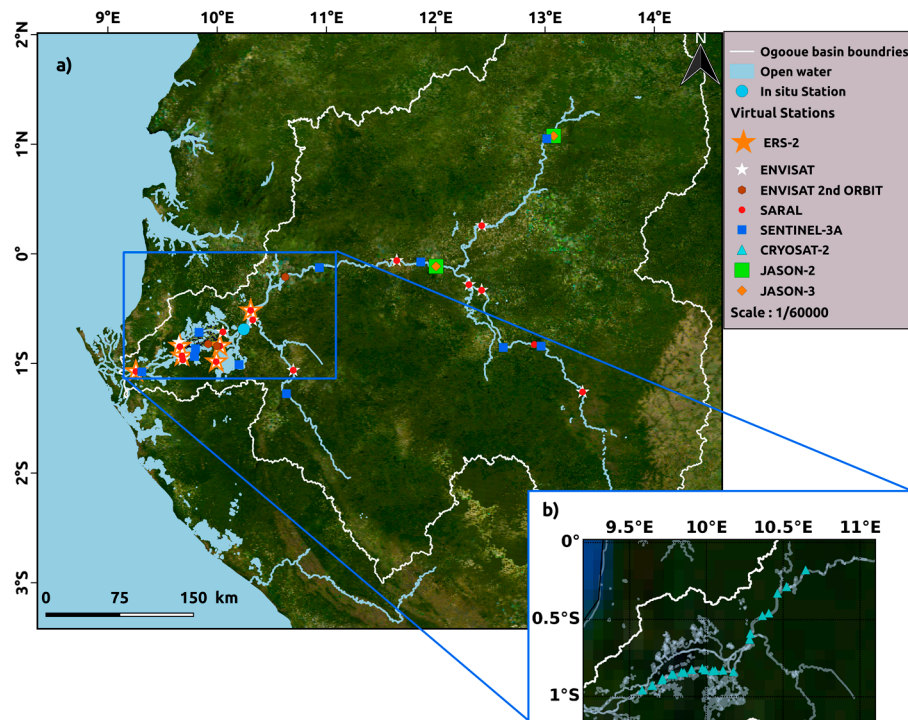 9°E 10°E 11°E 12°E 13°E 14°E
2°N
1°N
0°
1°S
2°S
3°S
a)
N
Ogooue basin boundries
Open water
In situ Station
Virtual Stations
ERS-2
ENVISAT
ENVISAT 2nd ORBIT
SARAL
SENTINEL-3A
CRYOSAT-2
JASON-2
JASON-3
Scale : 1/60000
0 75 150 km
b)
9.5°E 10°E 10.5°E 11°E
0°
0.5°S
1°S